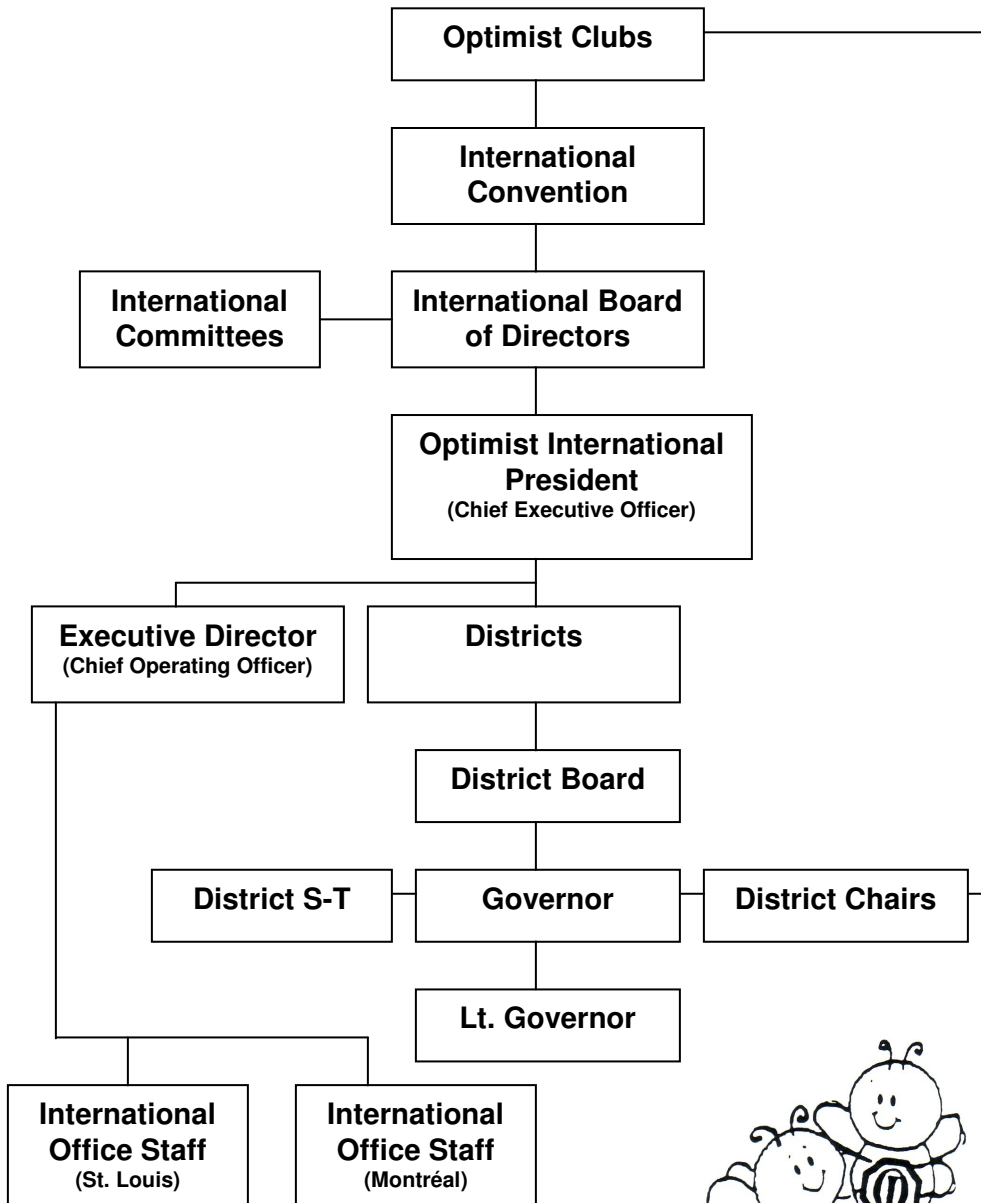 Optimist Clubs
International
Convention
International
Committees
International Board
of Directors
Optimist International
President
(Chief Executive Officer)
Executive Director
(Chief Operating Officer)
Districts
District Board
District S-T
Governor
District Chairs
Lt. Governor
International
Office Staff
(St. Louis)
International
Office Staff
(Montréal)